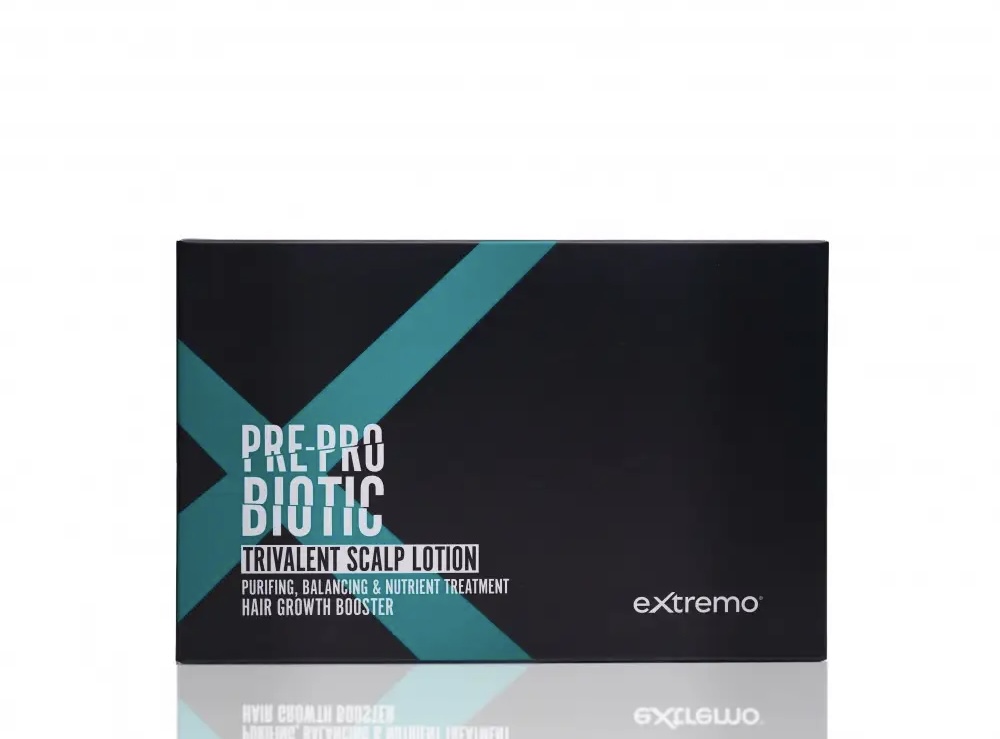 PRE-PRO
BIOTIC
TRIVALENT SCALP LOTION
PURIFING, BALANCING & NUTRIENT TREATMENT
HAIR GROWTH BOOSTER
eXtremo®